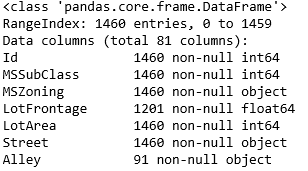 <class 'pandas.core.frame.DataFrame'>
RangeIndex: 1460 entries, 0 to 1459
Data columns (total 81 columns):
Id 1460 non-null int64
MSSubClass 1460 non-null int64
MSZoning 1460 non-null object
LotFrontage 1201 non-null float64
LotArea 1460 non-null int64
Street 1460 non-null object
Alley 91 non-null object